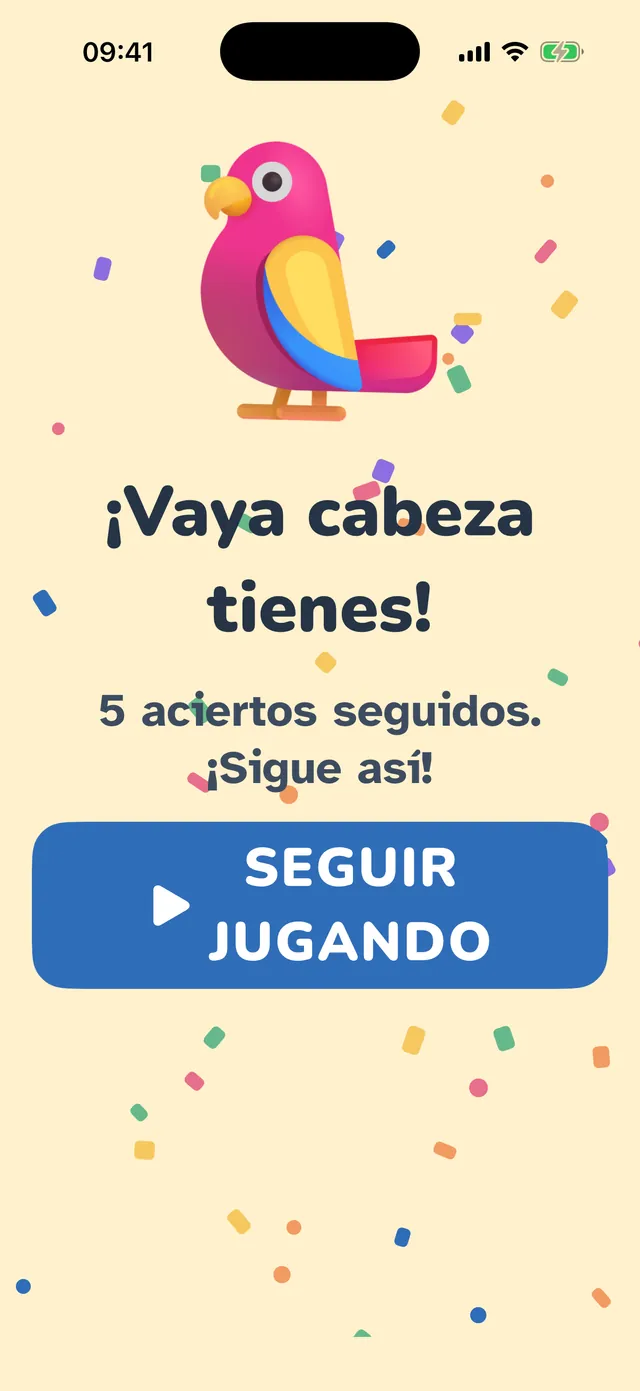 09:41
¡Vaya cabeza
tienes!
5 aciertos seguidos.
¡Sigue así!
SEGUIR
JUGANDO